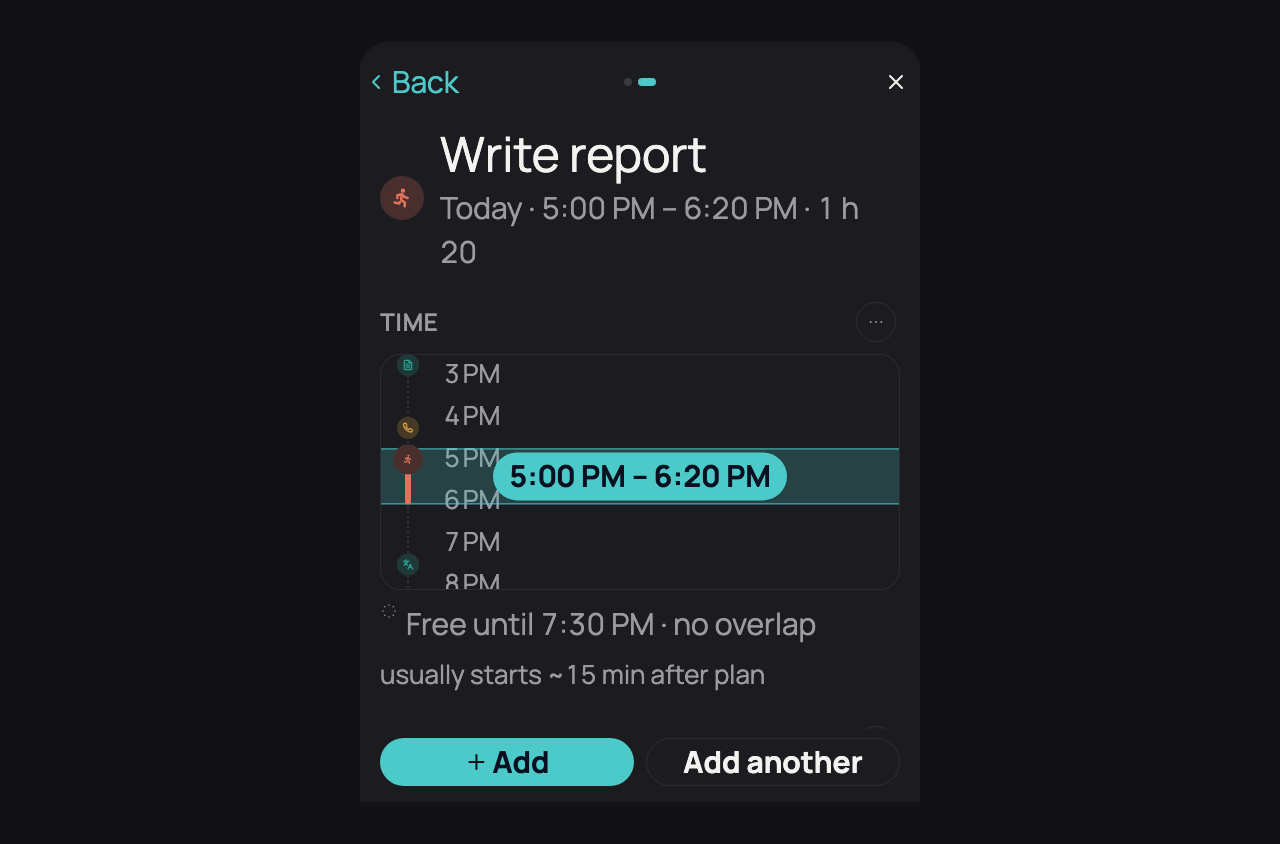 Back
Write report
Today · 5:00 PM – 6:20 PM · 1 h
20
TIME
3 PM
4 PM
5 PM
5:00 PM – 6:20 PM
6 PM
7 PM
8 PM
Free until 7:30 PM · no overlap
usually starts ~15 min after plan
+ Add
Add another